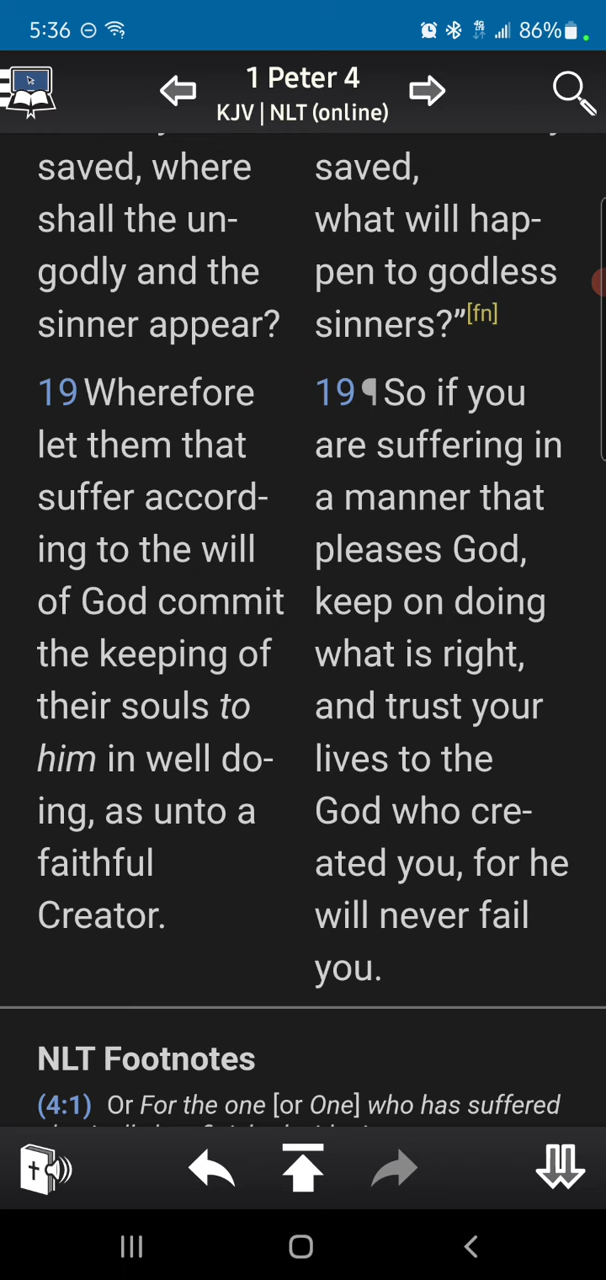 5:36
4G 86%
1 Peter 4
KJV | NLT (online)
saved, where
shall the un-
godly and the
sinner appear?
19 Wherefore
let them that
suffer accord-
ing to the will
of God commit
the keeping of
their souls to
him in well do-
ing, as unto a
faithful
Creator.
saved,
what will hap-
pen to godless
sinners?”[fn]
19 ¶So if you
are suffering in
a manner that
pleases God,
keep on doing
what is right,
and trust your
lives to the
God who cre-
ated you, for he
will never fail
you.
NLT Footnotes
(4:1) Or For the one [or One] who has suffered